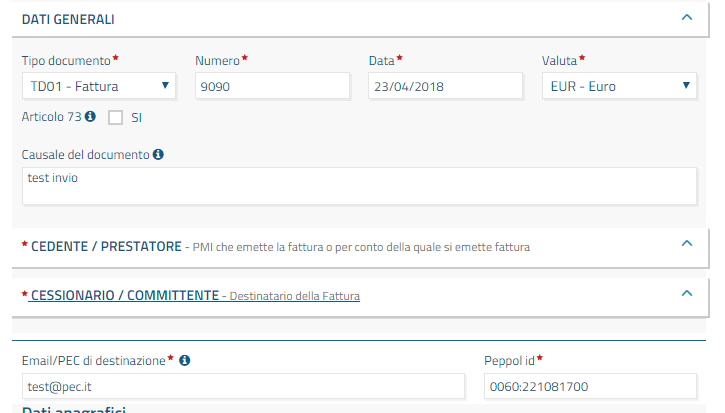 DATI GENERALI
Tipo documento* Numero* Data* Valuta*
TD01 - Fattura 9090 23/04/2018 EUR - Euro
Articolo 73 SI
Causale del documento
test invio
* CEDENTE / PRESTATORE - PMI che emette la fattura o per conto della quale si emette fattura
* CESSIONARIO / COMMITTENTE - Destinatario della Fattura
Email/PEC di destinazione* Peppol id*
test@pec.it 0060:221081700
Dati anagrafici